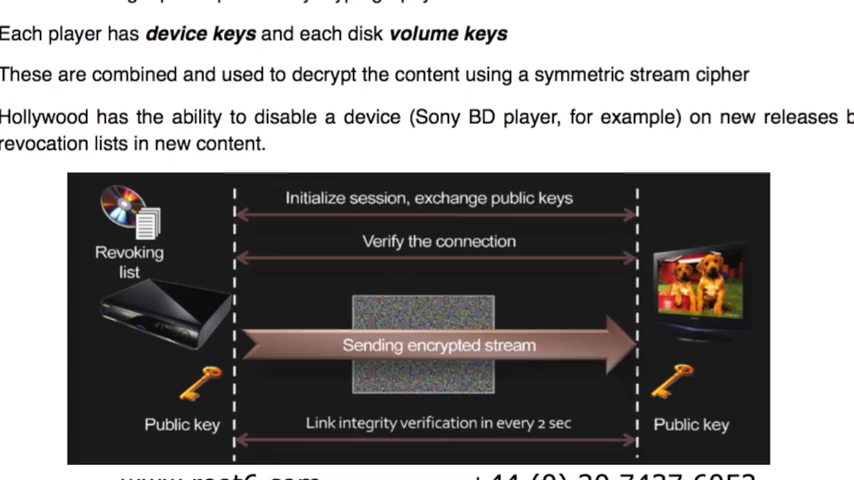 Each player has device keys and each disk volume keys
These are combined and used to decrypt the content using a symmetric stream cipher
Hollywood has the ability to disable a device (Sony BD player, for example) on new releases
revocation lists in new content.
Initialize session, exchange public keys
Verify the connection
Revoking
list
Sending encrypted stream
Public key
Link integrity verification in every 2 sec
Public key